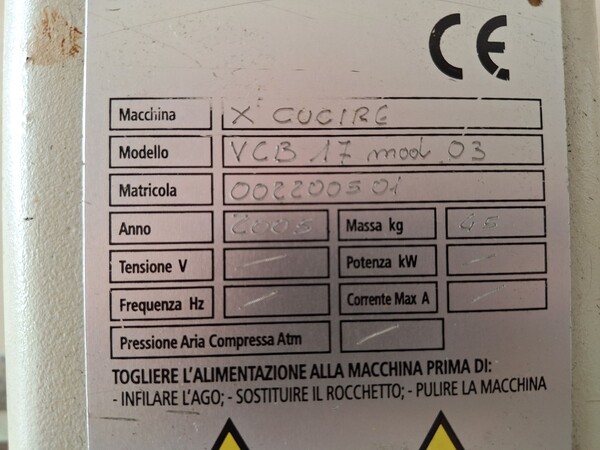 CE
Macchina X CUCIRE
Modello VCB 17 mod 03
Matricola 002200501
Anno 2005 Massa kg
Tensione V — Potenza kW —
Frequenza Hz — Corrente Max A —
Pressione Aria Compressa Atm —
TOGLIERE L'ALIMENTAZIONE ALLA MACCHINA PRIMA DI:
- INFILARE L'AGO; - SOSTITUIRE IL ROCCHETTO; - PULIRE LA MACCHINA